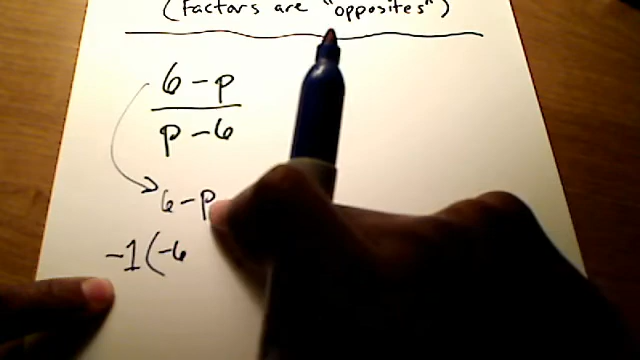 (Factors are "opposites")
6 - p
p - 6
6 - p
-1(-6